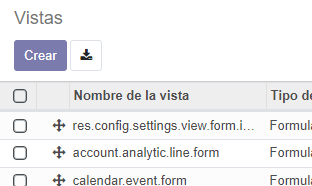 Vistas
Crear
Nombre de la vista Tipo de
res.config.settings.view.form.i... Formula
account.analytic.line.form Formula
calendar.event.form Formula